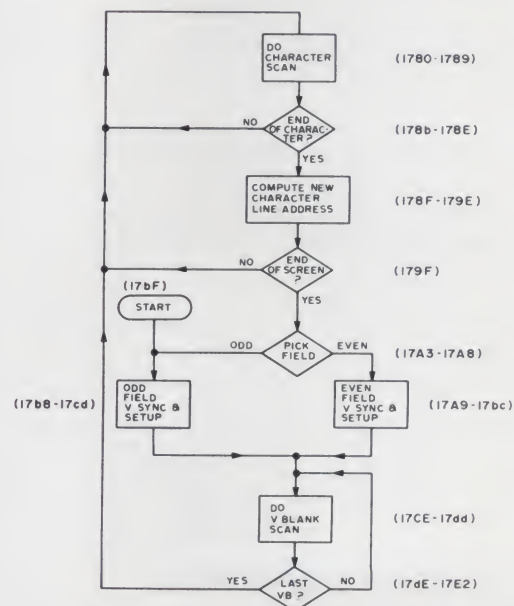 DO
CHARACTER
SCAN
(1780-1789)
NO
END
OF CHARAC-
TER?
(178b-178E)
YES
COMPUTE NEW
CHARACTER
LINE ADDRESS
(178F-179E)
NO
END
OF SCREEN
?
(179F)
YES
(17bF)
START
ODD
PICK
FIELD
EVEN
(17A3-17A8)
(17b8-17cd)
ODD
FIELD
V SYNC &
SETUP
EVEN
FIELD
V SYNC &
SETUP
(17A9-17bc)
DO
V BLANK
SCAN
(17CE-17dd)
YES
LAST
VB ?
NO
(17dE-17E2)